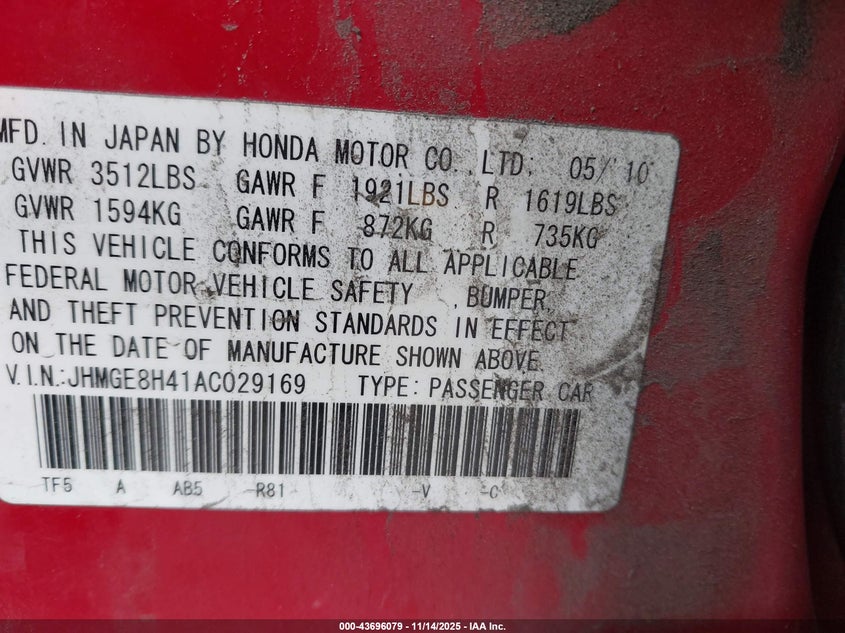 MFD. IN JAPAN BY HONDA MOTOR CO.,LTD. 05/'10
GVWR 3512LBS GAWR F 1921LBS R 1619LBS
GVWR 1594KG GAWR F 872KG R 735KG
THIS VEHICLE CONFORMS TO ALL APPLICABLE
FEDERAL MOTOR VEHICLE SAFETY , BUMPER,
AND THEFT PREVENTION STANDARDS IN EFFECT
ON THE DATE OF MANUFACTURE SHOWN ABOVE.
V.I.N.:JHMGE8H41AC029169 TYPE:PASSENGER CAR
TF5 A AB5 -R81 -V -C
000-43696079 - 11/14/2025 - IAA Inc.